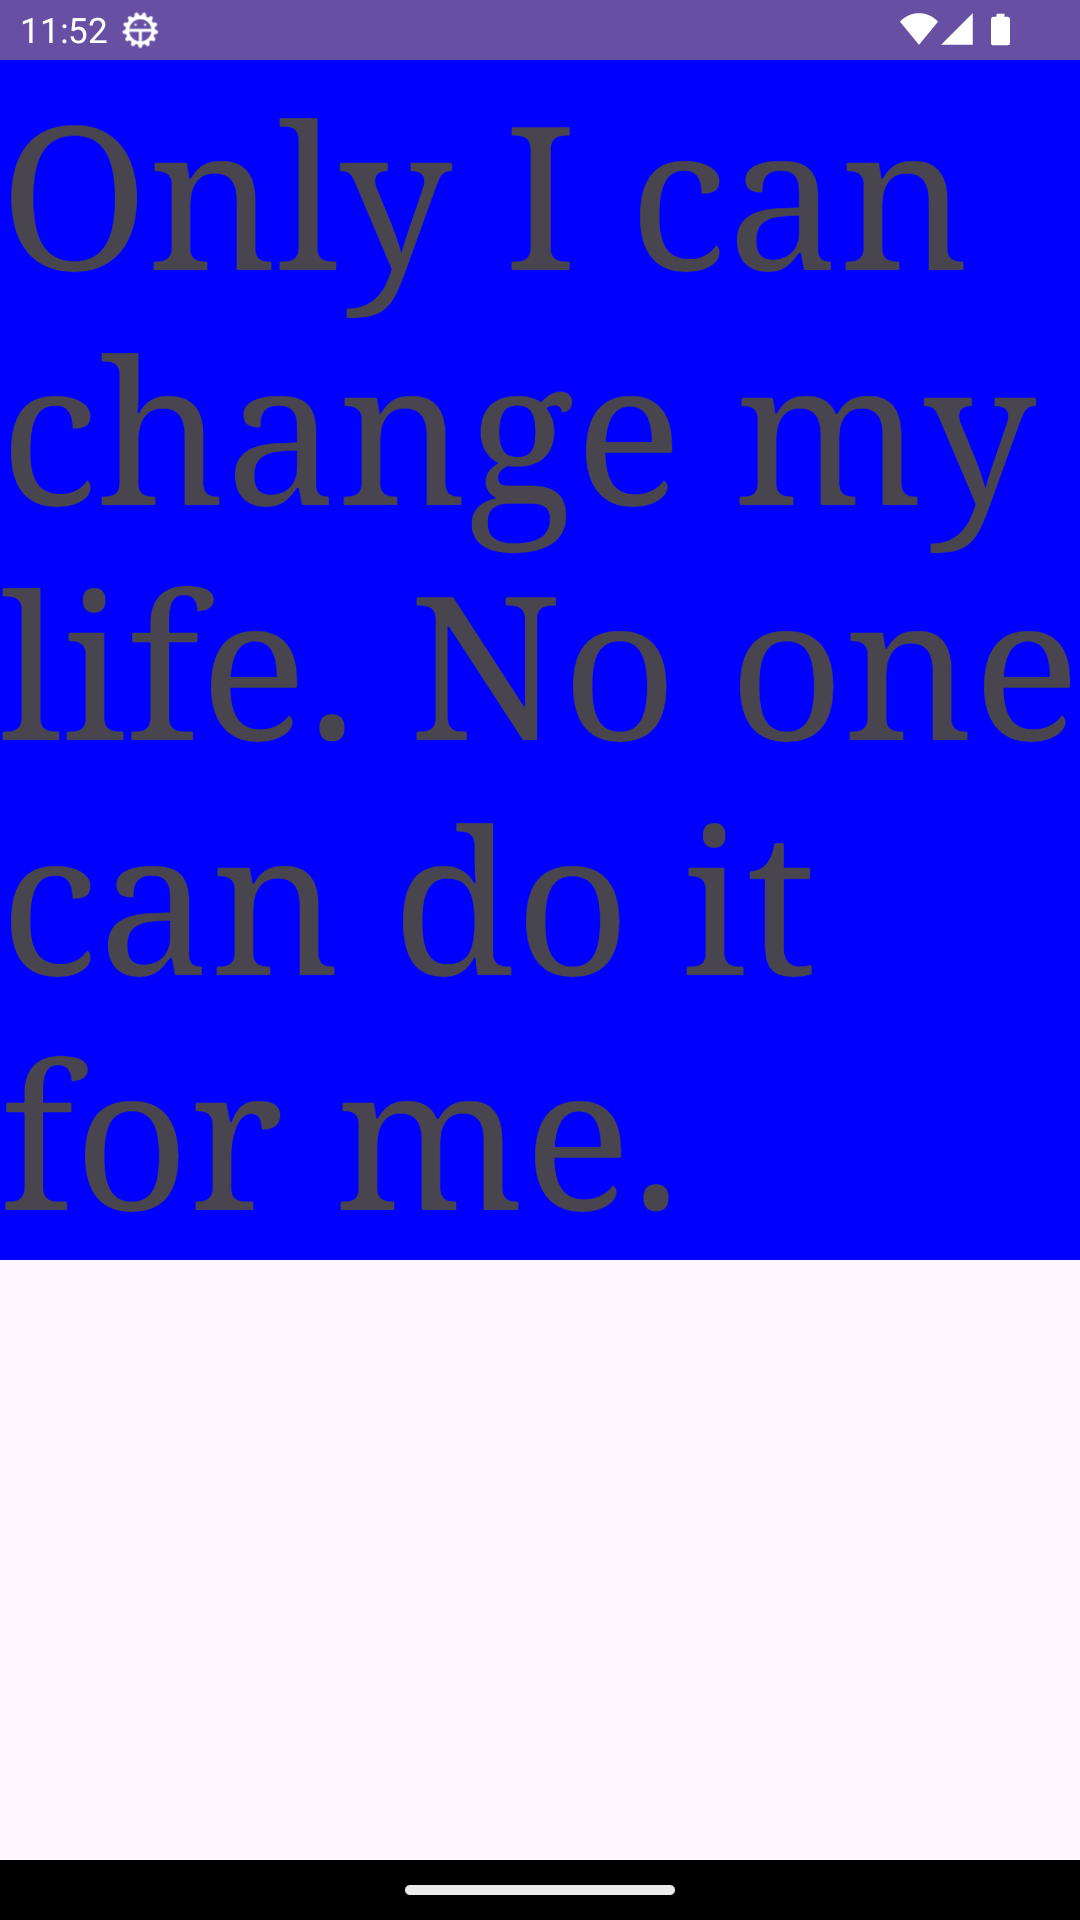 11:52
Only I can
change my
life. No one
can do it
for me.